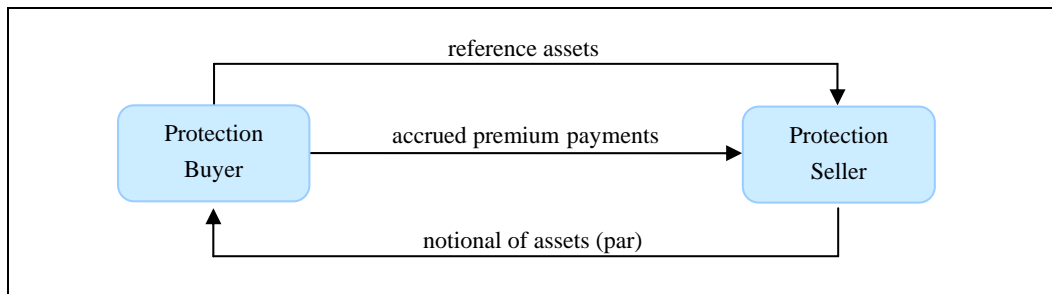 reference assets
Protection
Buyer
accrued premium payments
Protection
Seller
notional of assets (par)